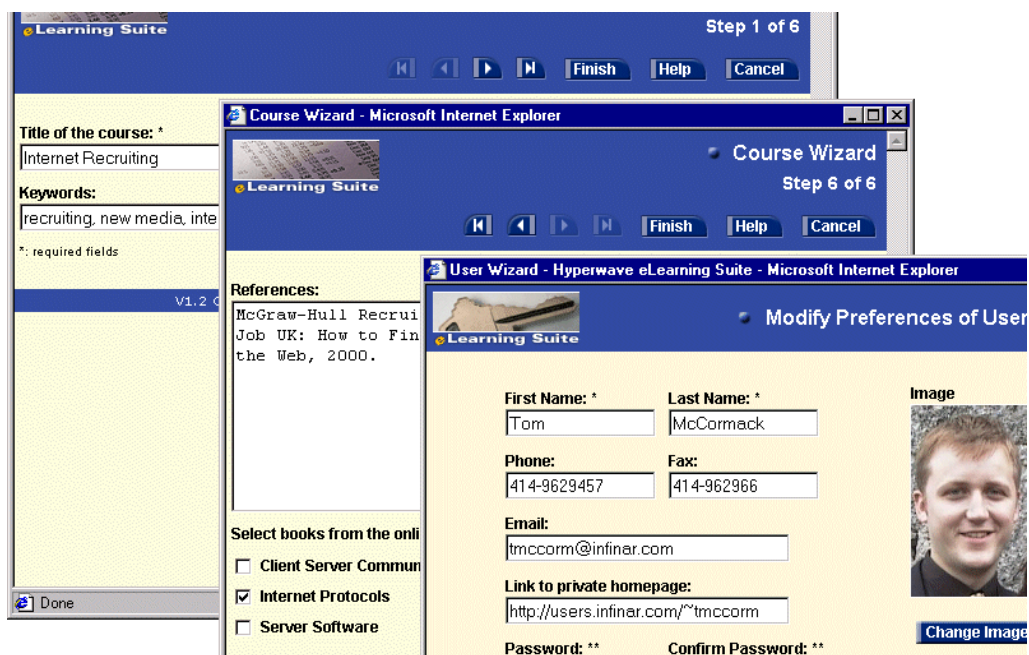 eLearning Suite
Step 1 of 6
Finish Help Cancel
Title of the course: *
Internet Recruiting
Keywords:
recruiting, new media, inte
*: required fields
V1.2
Done
Course Wizard - Microsoft Internet Explorer
Course Wizard
eLearning Suite
Step 6 of 6
Finish Help Cancel
References:
McGraw-Hull Recrui
Job UK: How to Fin
the Web, 2000.
Select books from the onli
Client Server Commun
Internet Protocols
Server Software
User Wizard - Hyperwave eLearning Suite - Microsoft Internet Explorer
Modify Preferences of User
eLearning Suite
First Name: * Last Name: * Image
Tom McCormack
Phone: Fax:
414-9629457 414-962966
Email:
tmccorm@infinar.com
Link to private homepage:
http://users.infinar.com/~tmccorm
Change Image
Password: ** Confirm Password: **